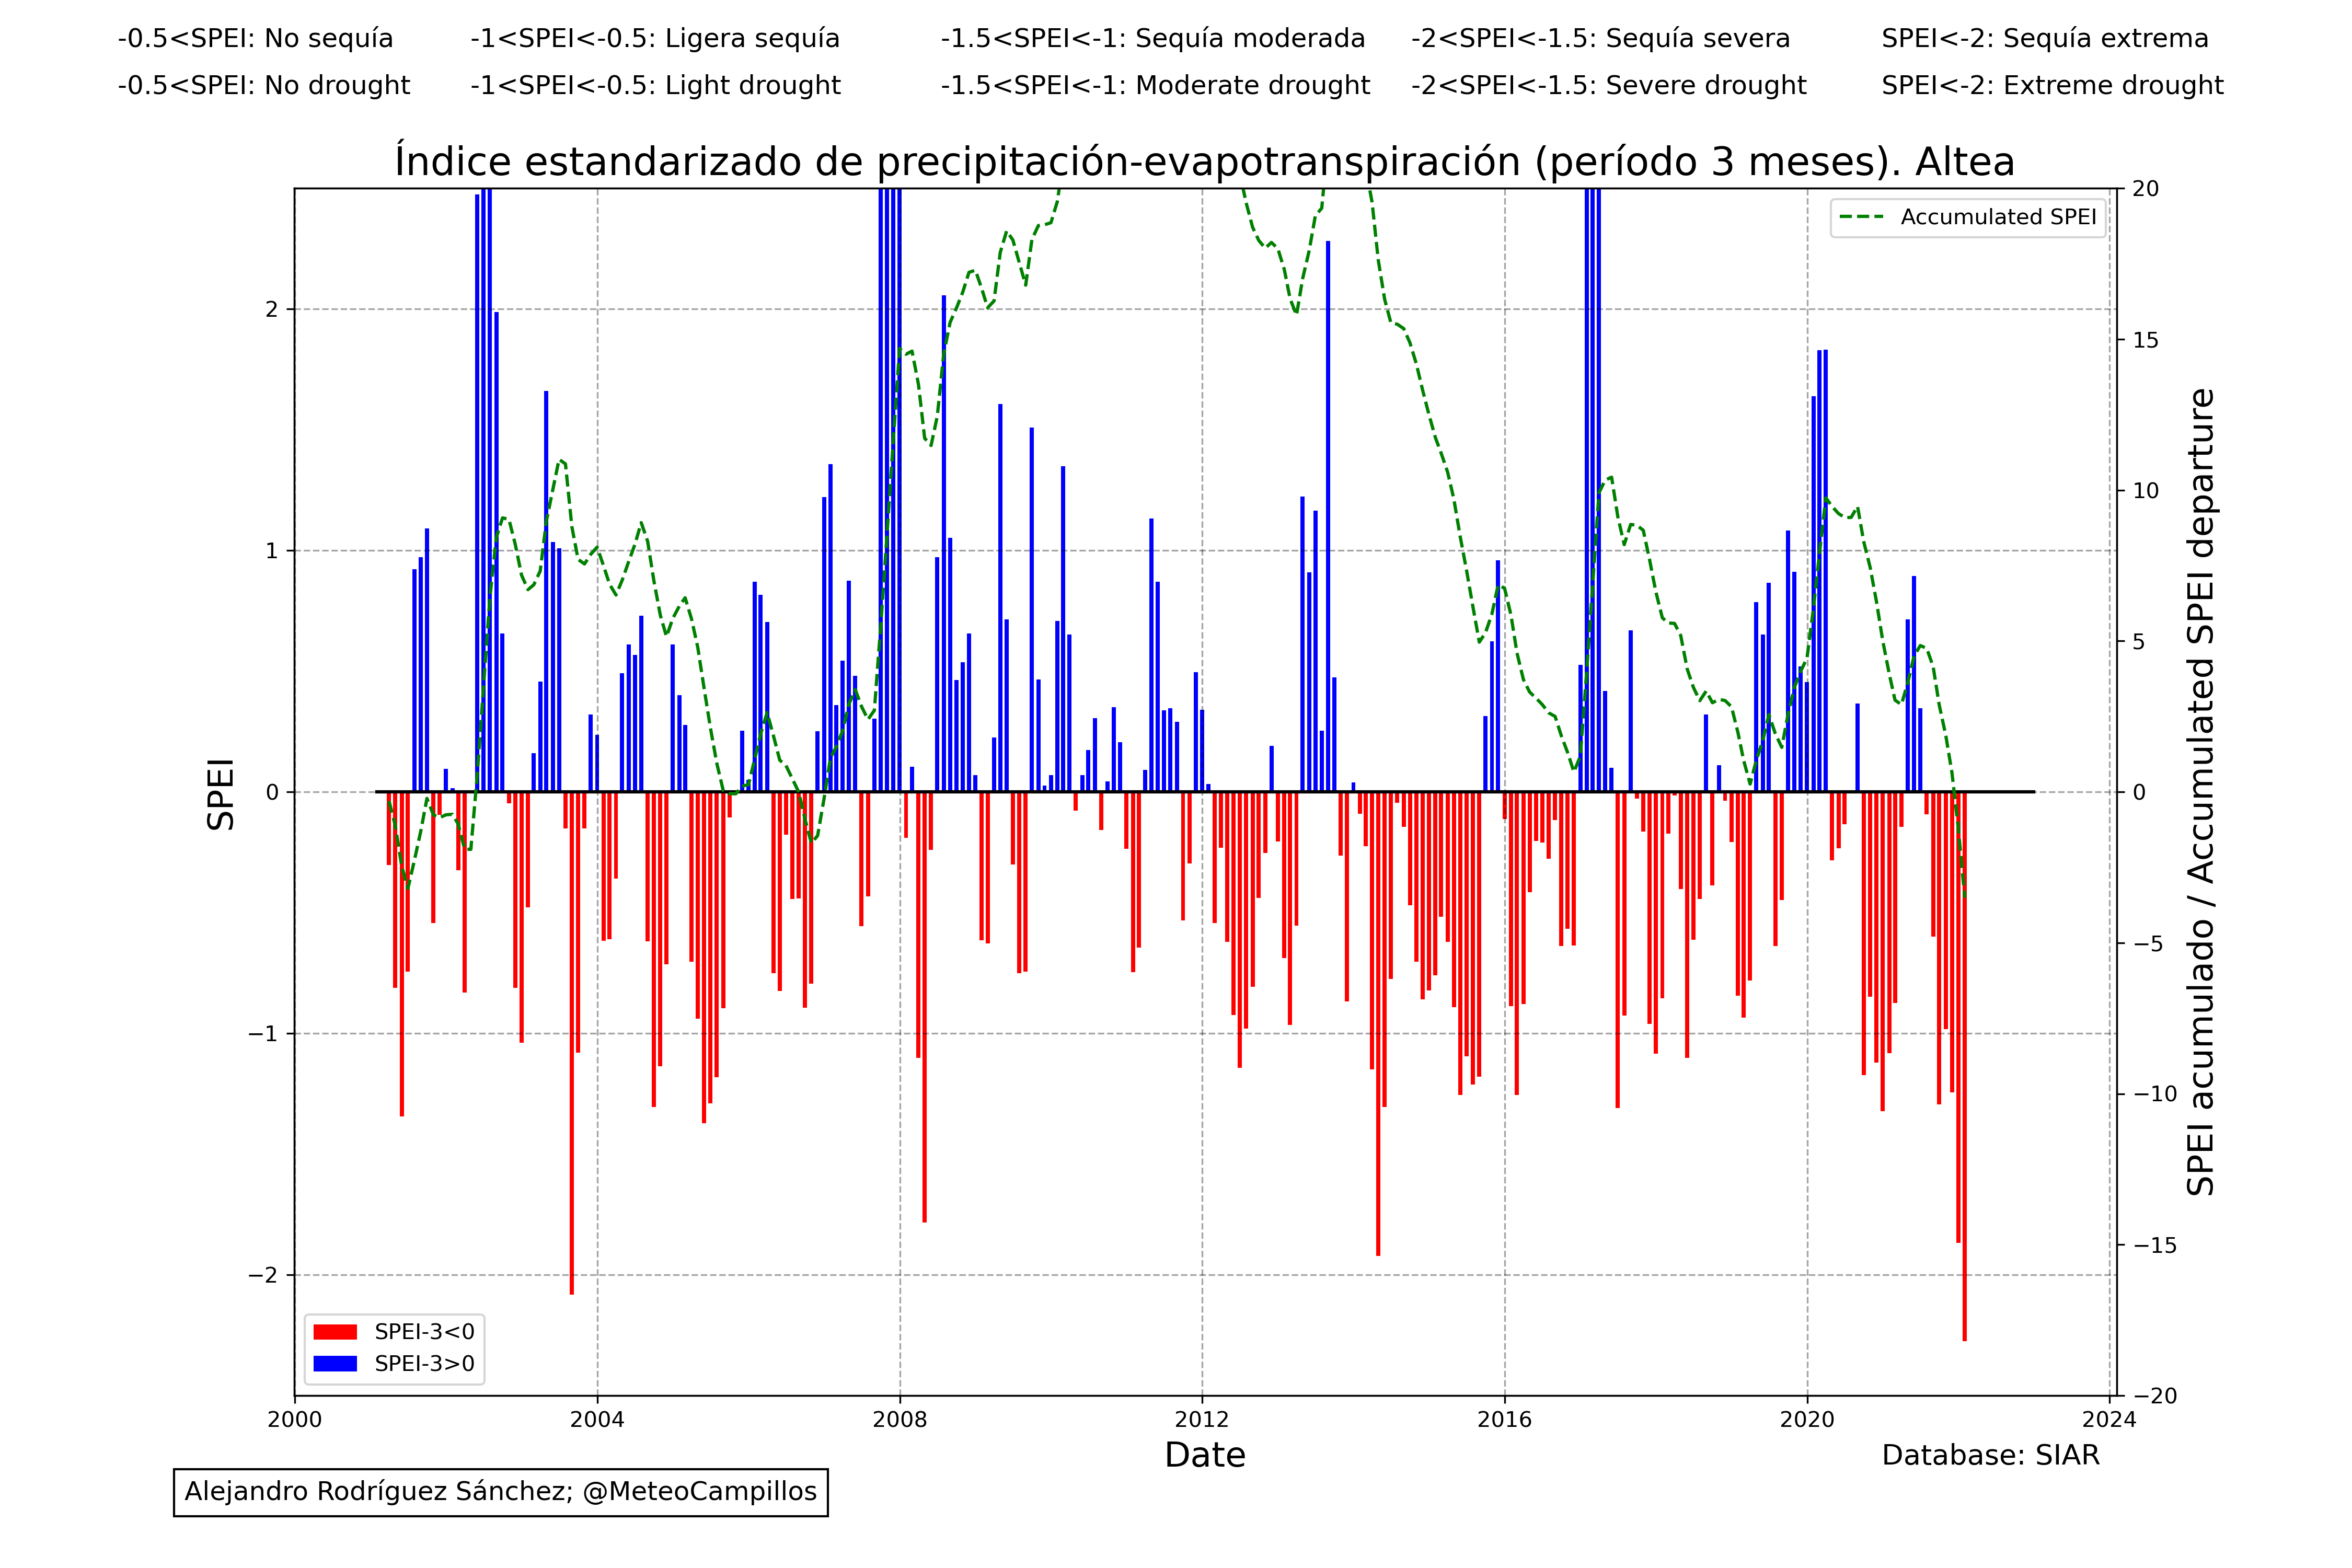 -0.5<SPEI: No sequía -1<SPEI<-0.5: Ligera sequía -1.5<SPEI<-1: Sequía moderada -2<SPEI<-1.5: Sequía severa SPEI<-2: Sequía extrema
-0.5<SPEI: No drought -1<SPEI<-0.5: Light drought -1.5<SPEI<-1: Moderate drought -2<SPEI<-1.5: Severe drought SPEI<-2: Extreme drought
Índice estandarizado de precipitación-evapotranspiración (período 3 meses). Altea
Accumulated SPEI
SPEI
2
1
0
−1
−2
20
15
10
5
0
−5
−10
−15
−20
SPEI acumulado / Accumulated SPEI departure
SPEI-3<0
SPEI-3>0
2000 2004 2008 2012 2016 2020 2024
Date
Database: SIAR
Alejandro Rodríguez Sánchez; @MeteoCampillos